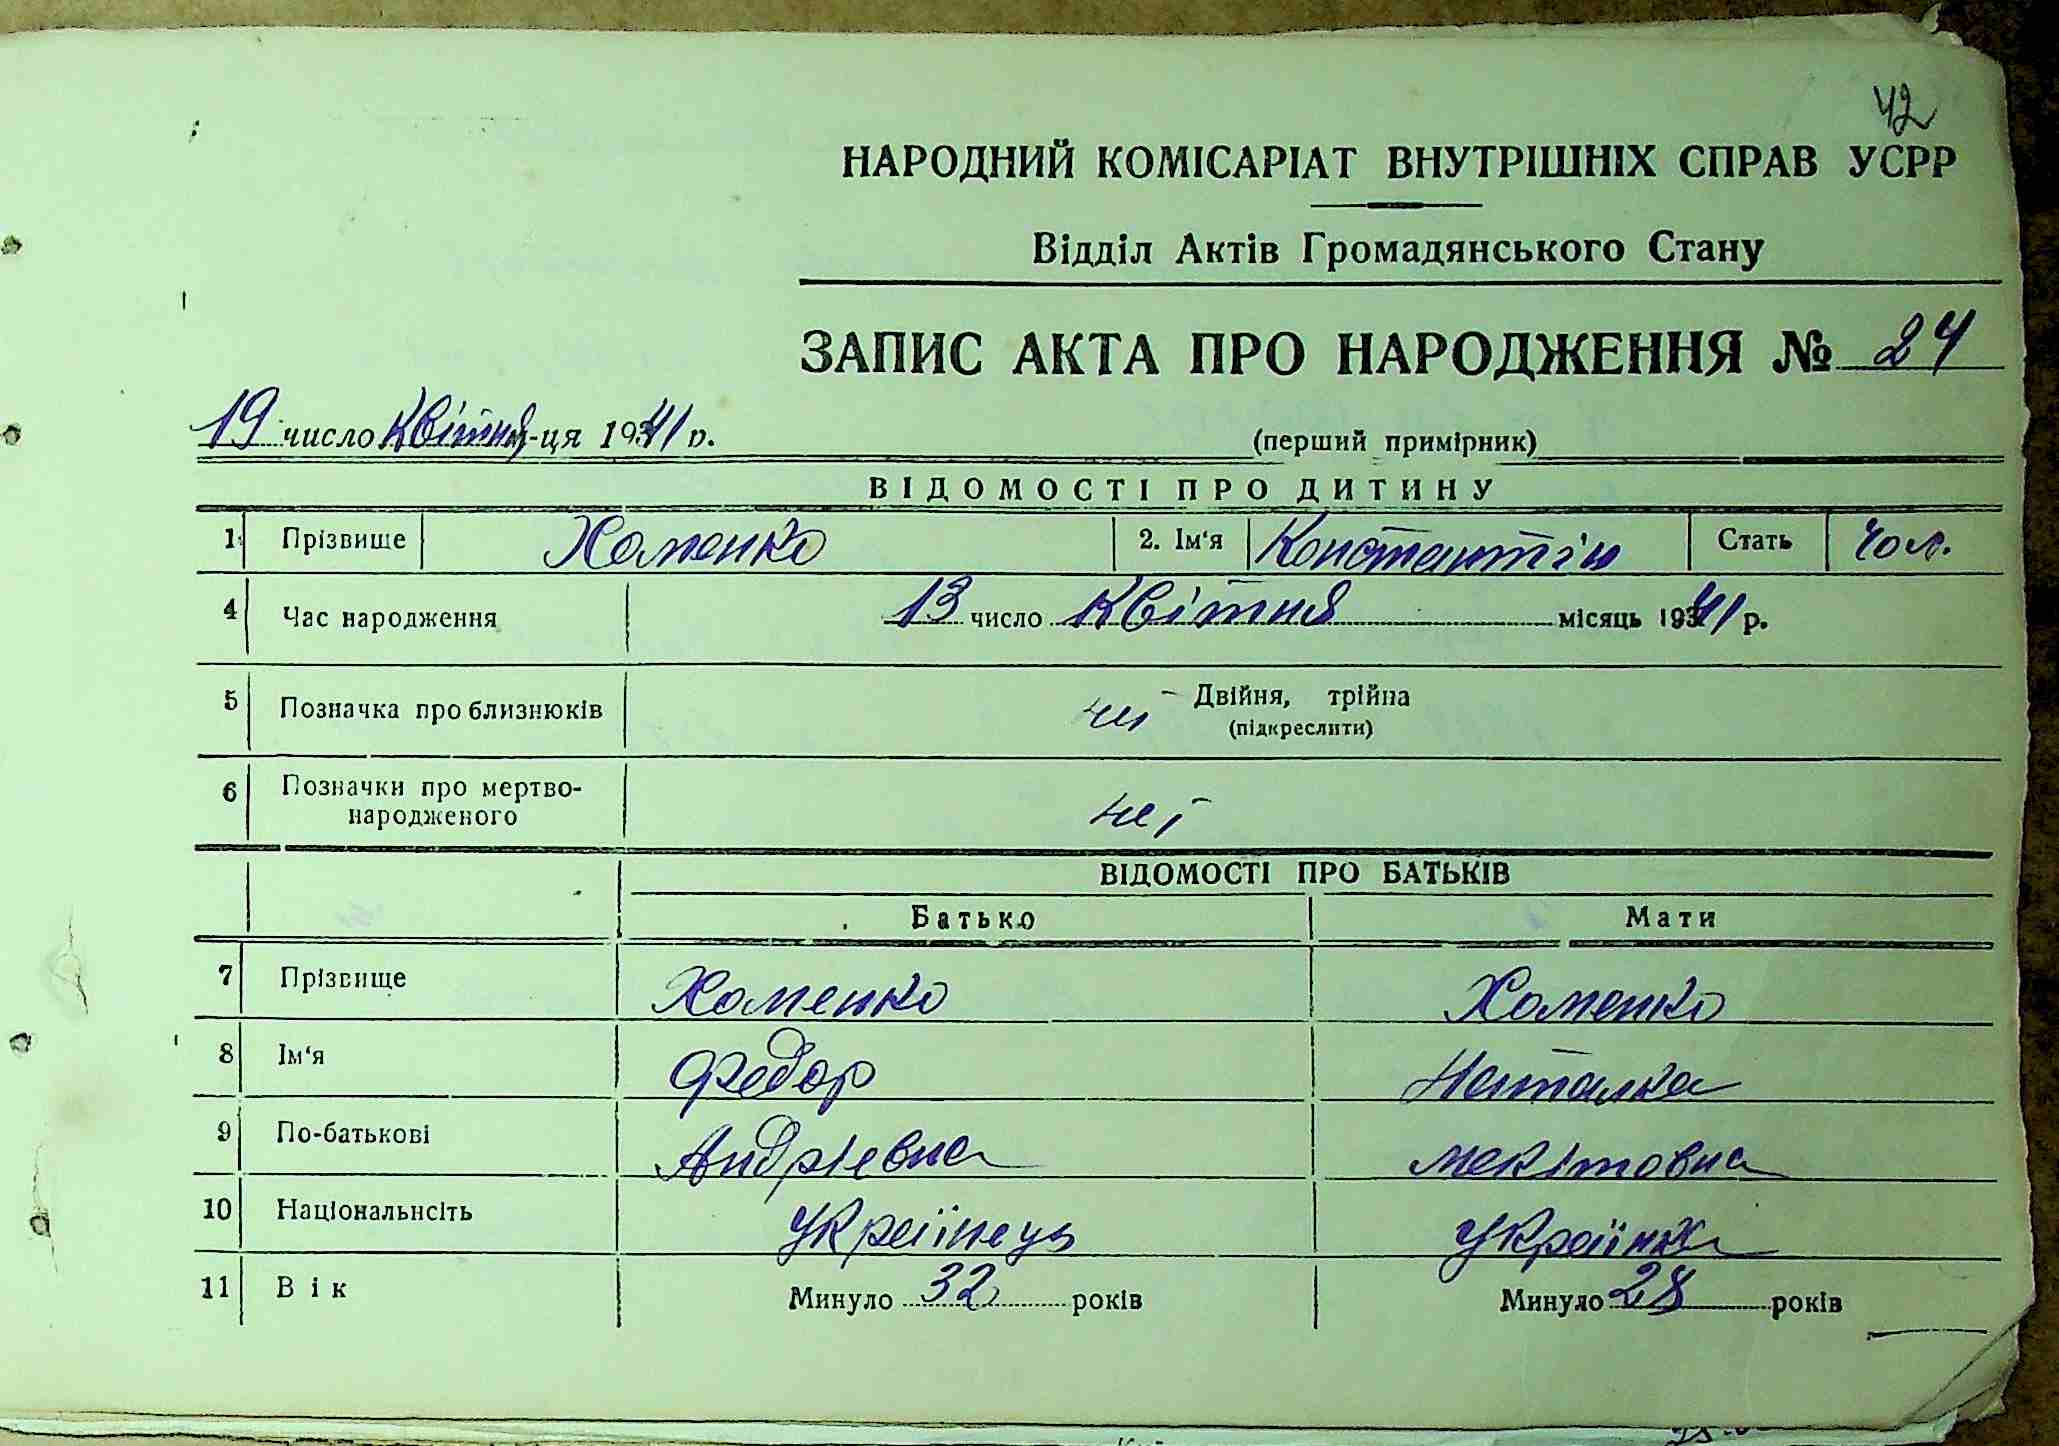 42
НАРОДНИЙ КОМІСАРІАТ ВНУТРІШНІХ СПРАВ УСРР
Відділ Актів Громадянського Стану
ЗАПИС АКТА ПРО НАРОДЖЕННЯ № 24
19 число Квітня м-ця 1941 р. (перший примірник)
ВІДОМОСТІ ПРО ДИТИНУ
1 Прізвище Хоменко 2. Ім'я Константін Стать чол.
4 Час народження 13 число Квітня місяць 1941 р.
5 Позначка про близнюків ні Двійня, трійна
(підкреслити)
6 Позначки про мертво-
народженого ні
ВІДОМОСТІ ПРО БАТЬКІВ
Батько Мати
7 Прізвище Хоменко Хоменко
8 Ім'я Федор Наталка
9 По-батькові Андрієвна
10 Національнсіть Українець Українка
11 Вік Минуло 32 років Минуло 28 років